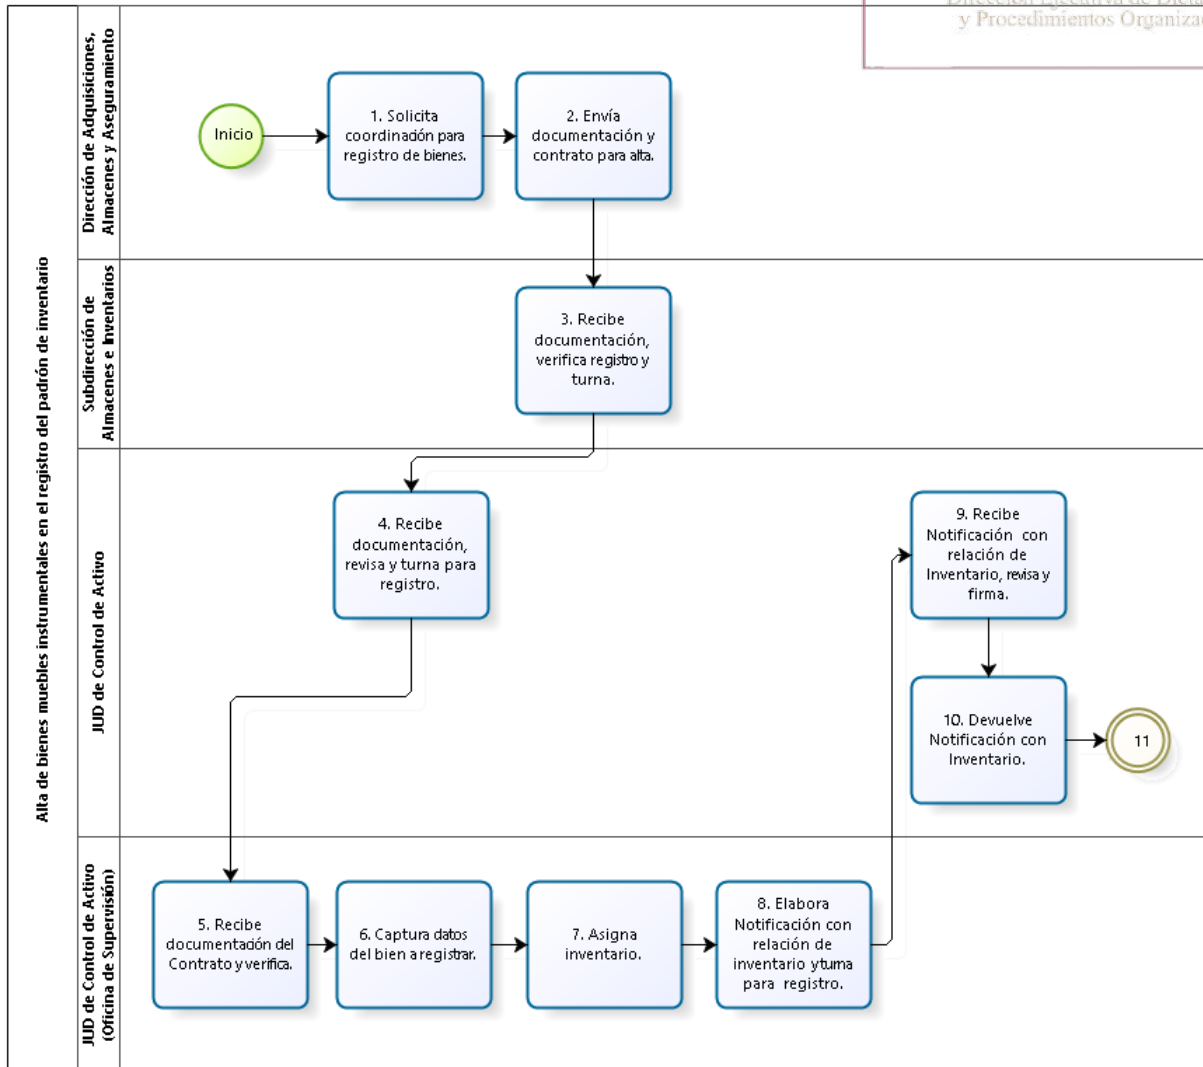 Dirección Ejecutiva de
y Procedimientos
Alta de bienes muebles instrumentales en el registro del padrón de inventario
Dirección de Adquisiciones,
Almacenes y Aseguramiento
Inicio
1. Solicita
coordinación para
registro de bienes.
2. Envía
documentación y
contrato para alta.
Subdirección de
Almacenes e Inventarios
3. Recibe
documentación,
verifica registro y
turna.
JUD de Control de Activo
4. Recibe
documentación,
revisa y turna para
registro.
9. Recibe
Notificación con
relación de
Inventario, revisa y
firma.
10. Devuelve
Notificación con
Inventario.
11
JUD de Control de Activo
(Oficina de Supervisión)
5. Recibe
documentación del
Contrato y verifica.
6. Captura datos
del bien a registrar.
7. Asigna
inventario.
8. Elabora
Notificación con
relación de
inventario y turna
para registro.